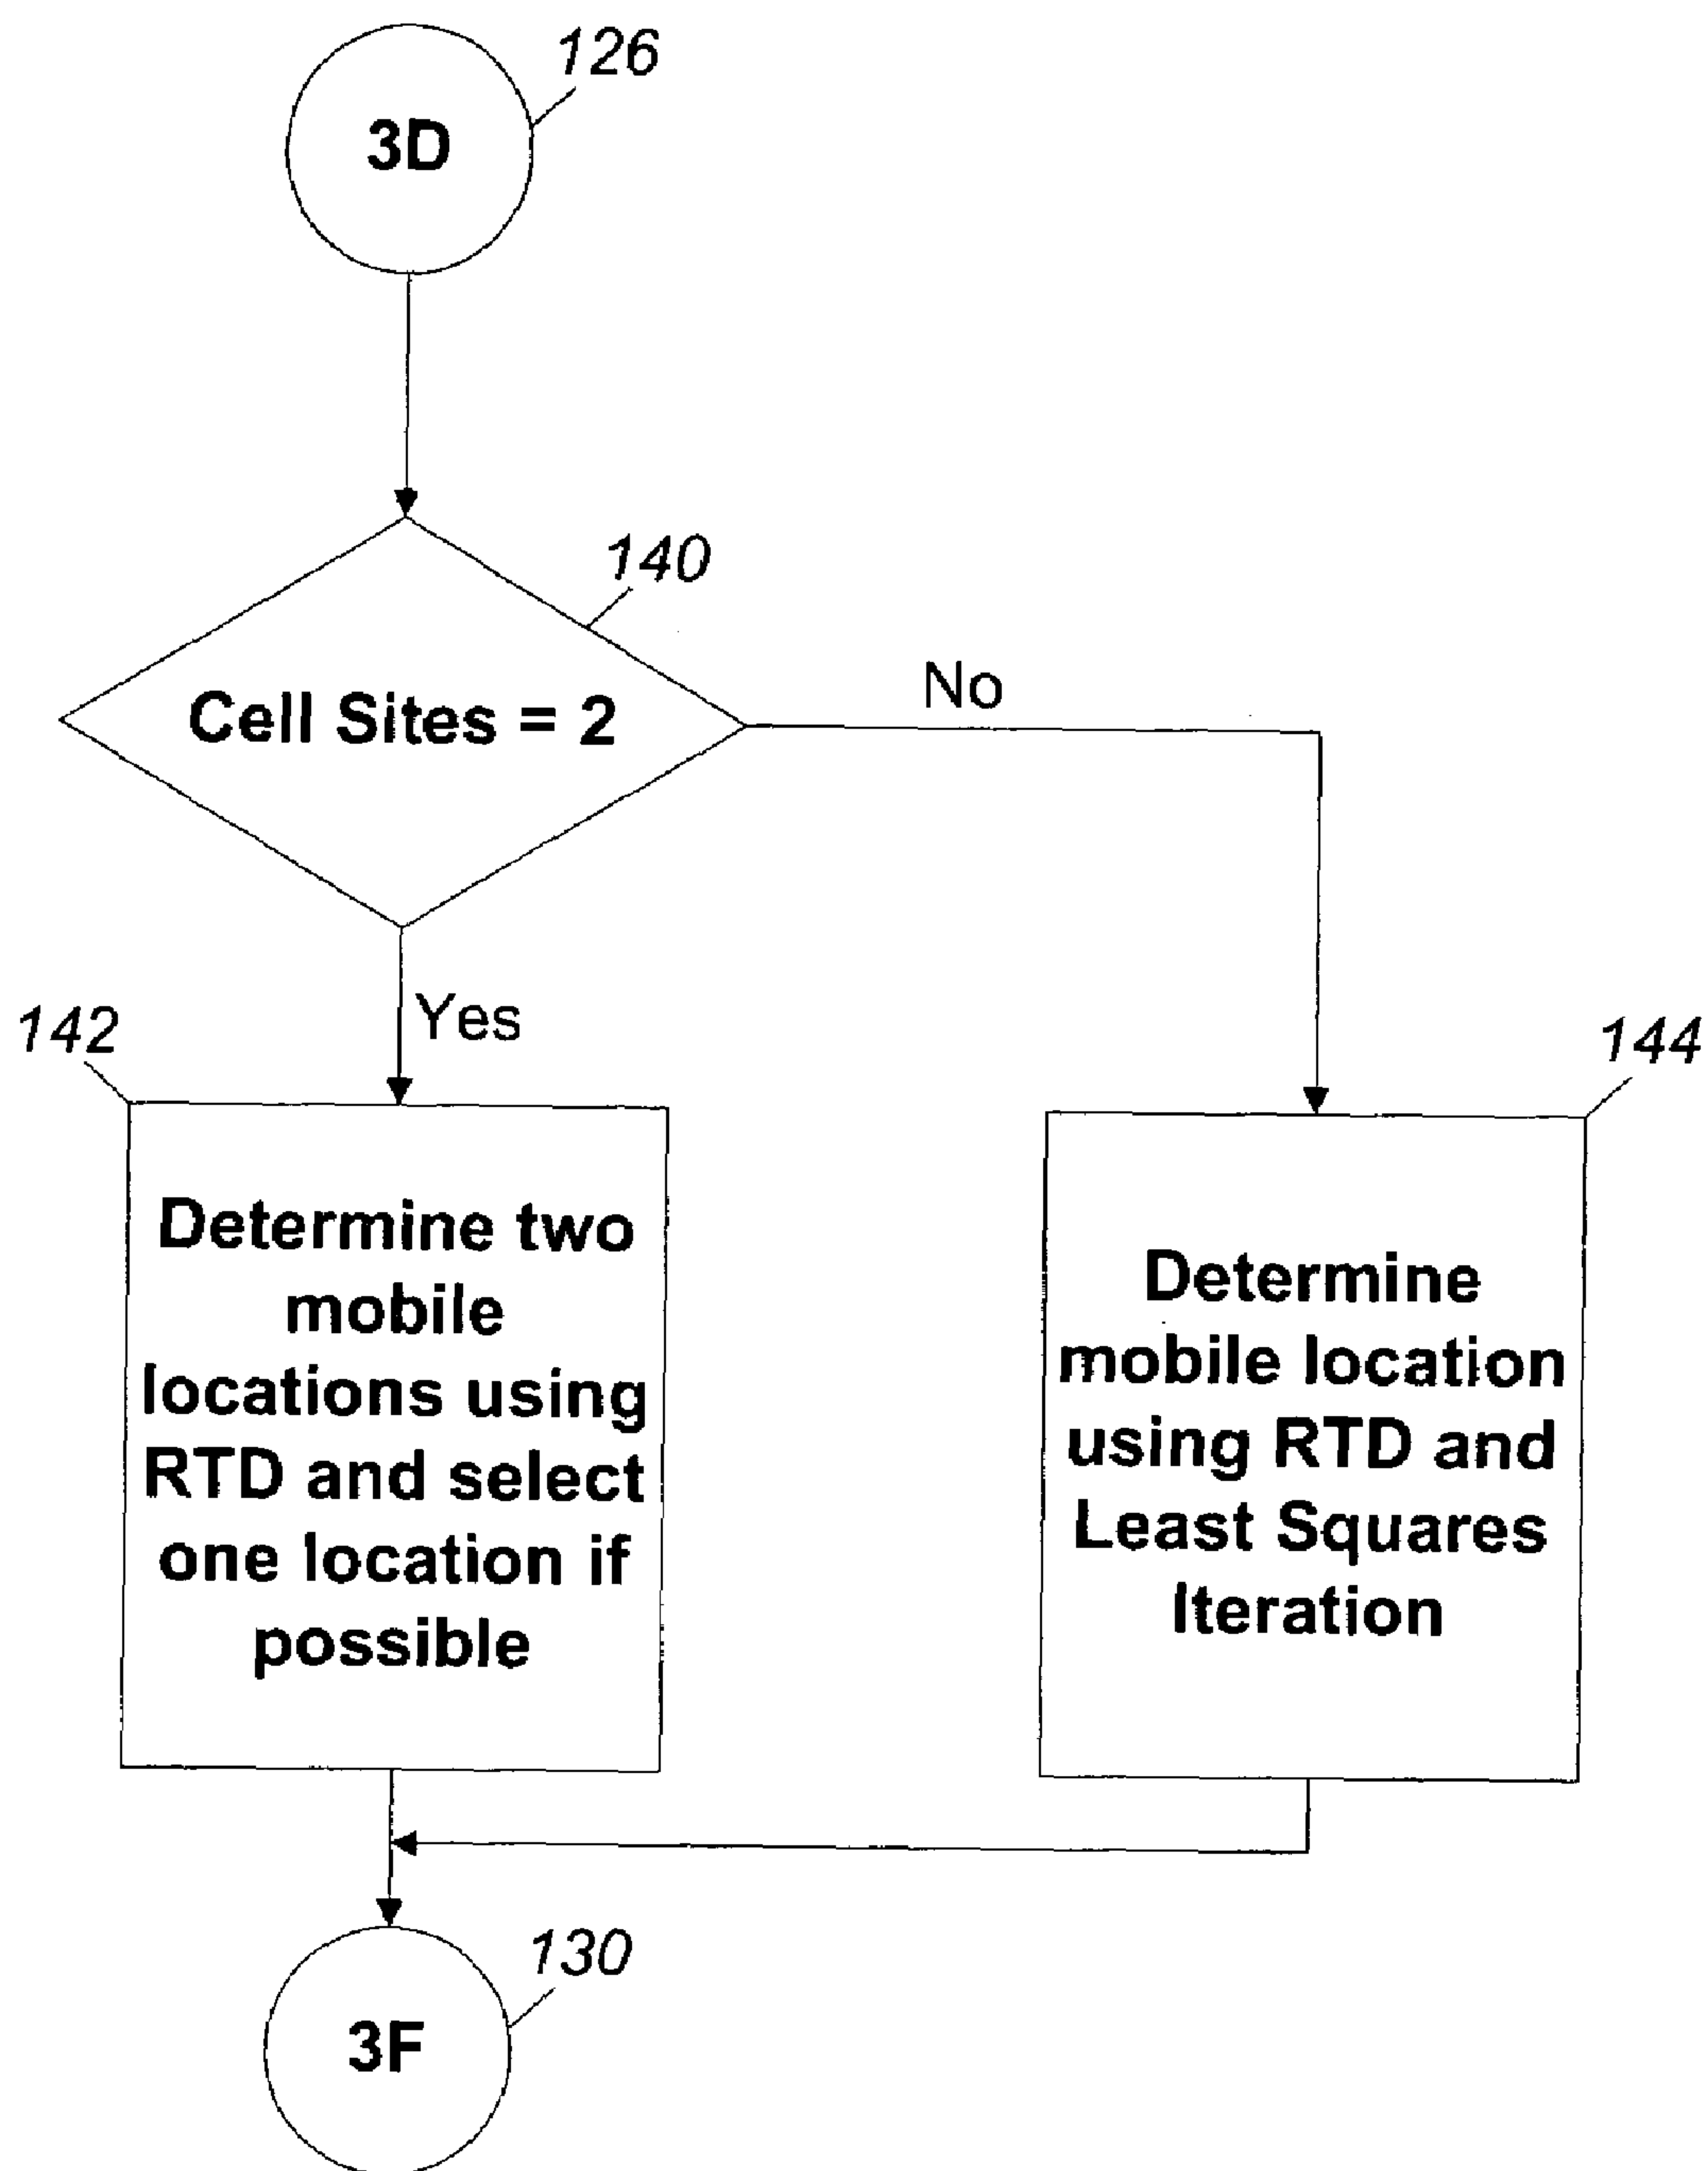 126
3D
140
Cell Sites = 2
No
Yes
142
144
Determine two
mobile
locations using
RTD and select
one location if
possible
Determine
mobile location
using RTD and
Least Squares
Iteration
130
3F